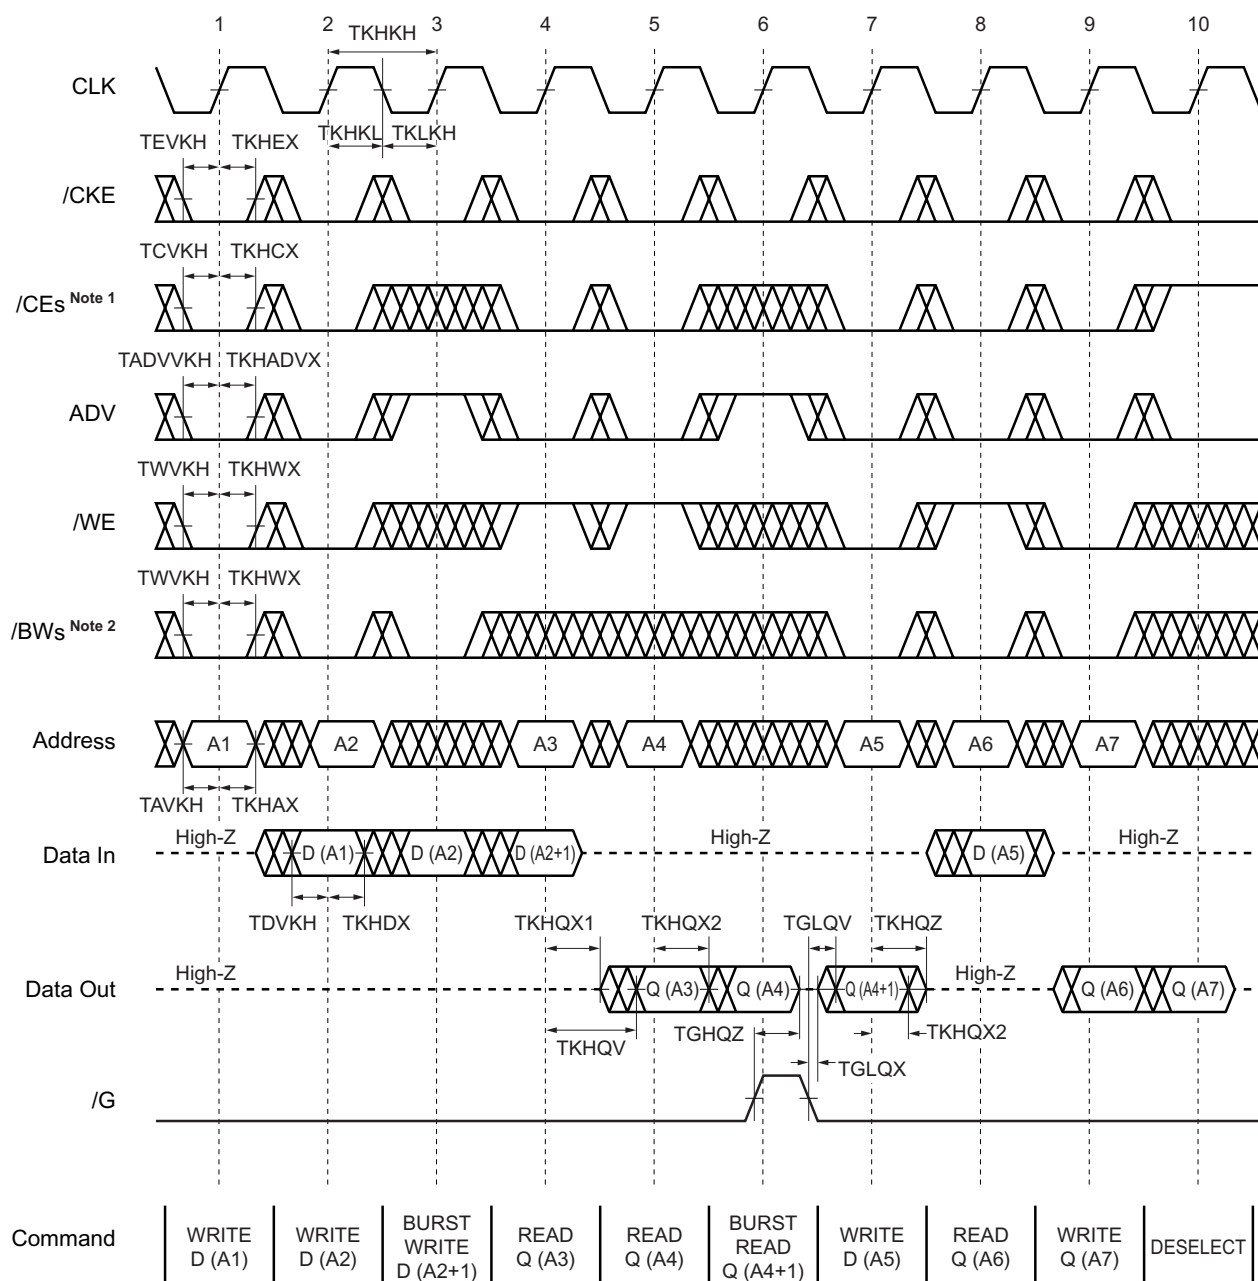 1 2 3 4 5 6 7 8 9 10
TKHKH
CLK
TKHKL TKLKH
TEVKH TKHEX
/CKE
TCVKH TKHCX
/CEs Note 1
TADVVKH TKHADVX
ADV
TWVKH TKHWX
/WE
TWVKH TKHWX
/BWs Note 2
Address A1 A2 A3 A4 A5 A6 A7
TAVKH TKHAX
High-Z High-Z High-Z
Data In D (A1) D (A2) D (A2+1) D (A5)
TDVKH TKHDX
TKHQX1 TKHQX2 TGLQV TKHQZ
High-Z High-Z
Data Out Q (A3) Q (A4) Q (A4+1) Q (A6) Q (A7)
TKHQV TGHQZ TKHQX2
TGLQX
/G
Command
WRITE
D (A1)
WRITE
D (A2)
BURST
WRITE
D (A2+1)
READ
Q (A3)
READ
Q (A4)
BURST
READ
Q (A4+1)
WRITE
D (A5)
READ
Q (A6)
WRITE
Q (A7)
DESELECT